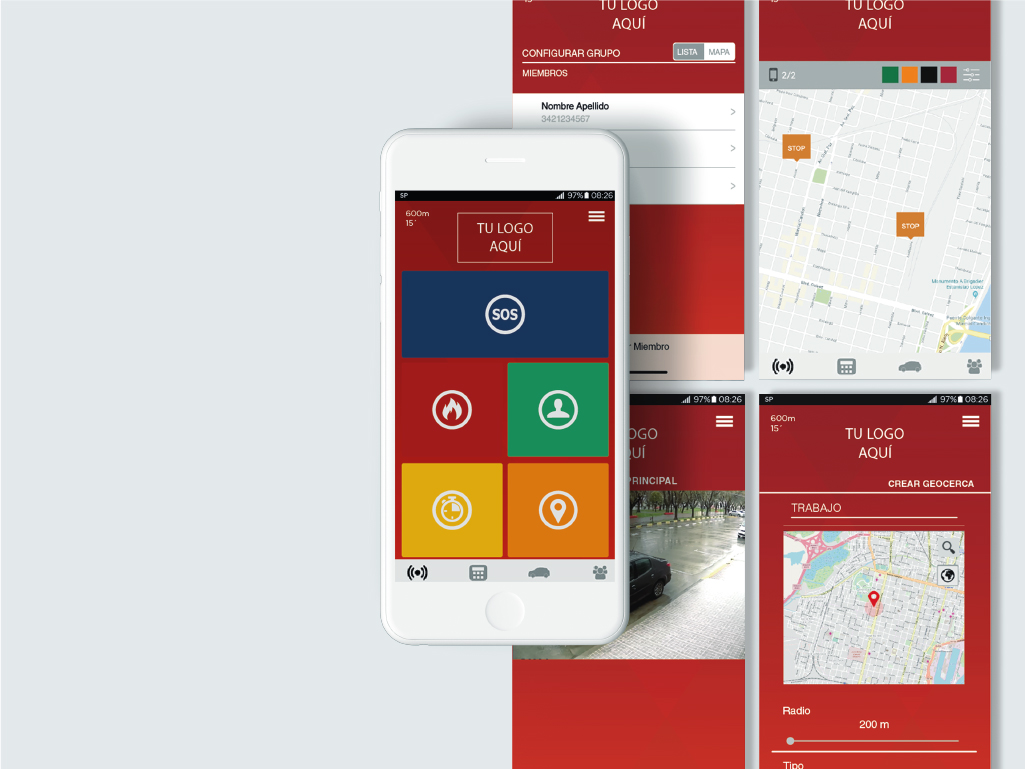 TU LOGO
AQUÍ
CONFIGURAR GRUPO
LISTA
MAPA
MIEMBROS
Nombre Apellido
3421234567
Miembro
TU LOGO
AQUÍ
2/2
STOP
STOP
SP
97% 08:26
600m
15'
TU LOGO
AQUÍ
SOS
97% 08:26
OGO
QUÍ
PRINCIPAL
SP
97% 08:26
600m
15'
TU LOGO
AQUÍ
CREAR GEOCERCA
TRABAJO
Radio
200 m
Tipo